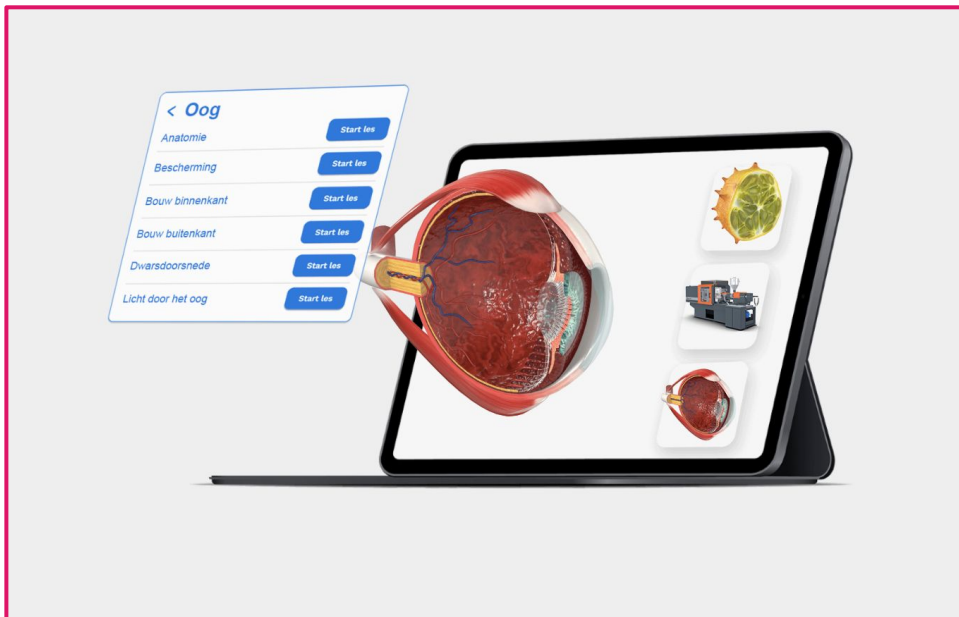 < Oog
Anatomie Start les
Bescherming Start les
Bouw binnenkant Start les
Bouw buitenkant Start les
Dwarsdoorsnede Start les
Licht door het oog Start les